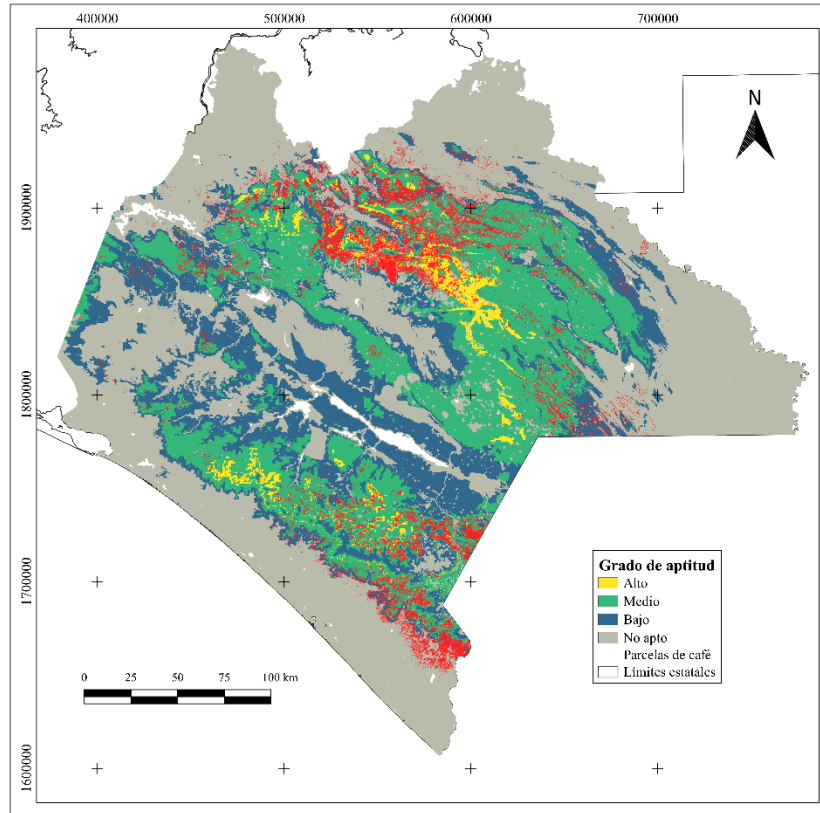 400000 500000 600000 700000
N
1900000
1800000
1700000
1600000
Grado de aptitud
Alto
Medio
Bajo
No apto
Parcelas de café
Límites estatales
0 25 50 75 100 km